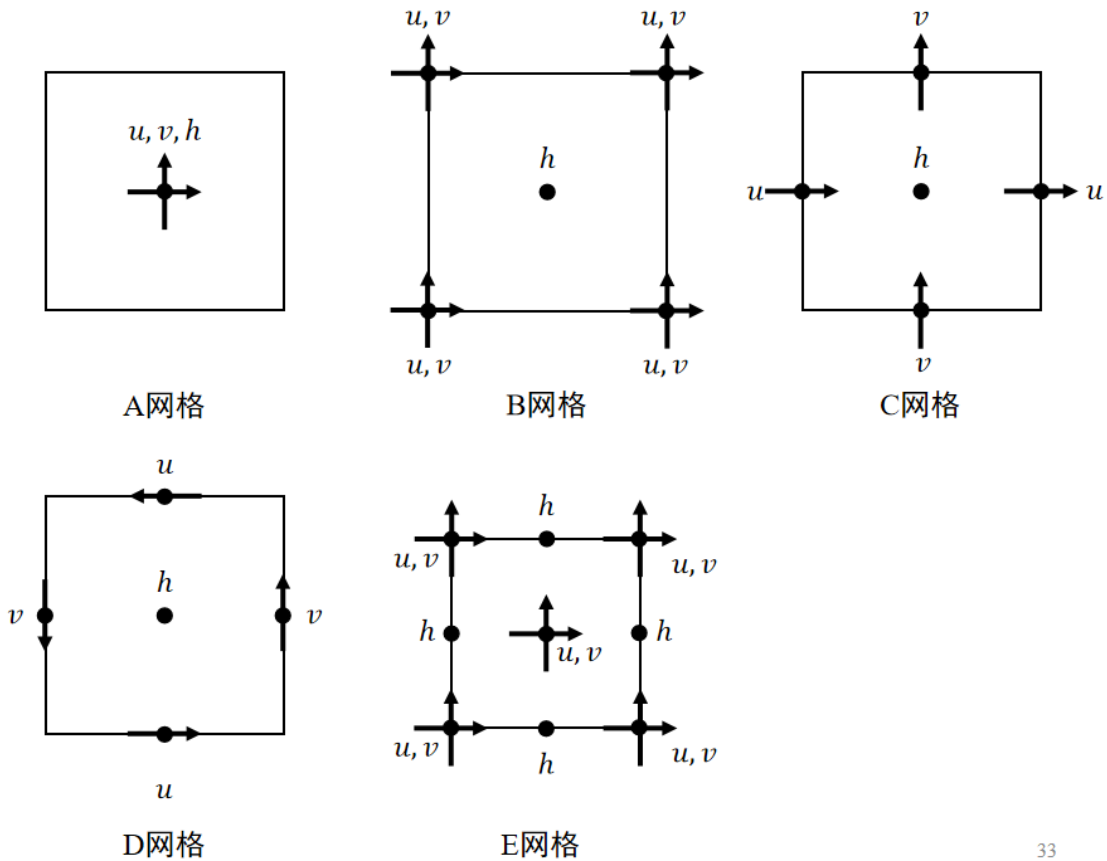 u, v, h
A网格
u, v
u, v
h
u, v
u, v
B网格
v
h
u
u
v
C网格
u
h
v
v
u
D网格
h
u, v
u, v
h
h
u, v
u, v
u, v
h
E网格
33